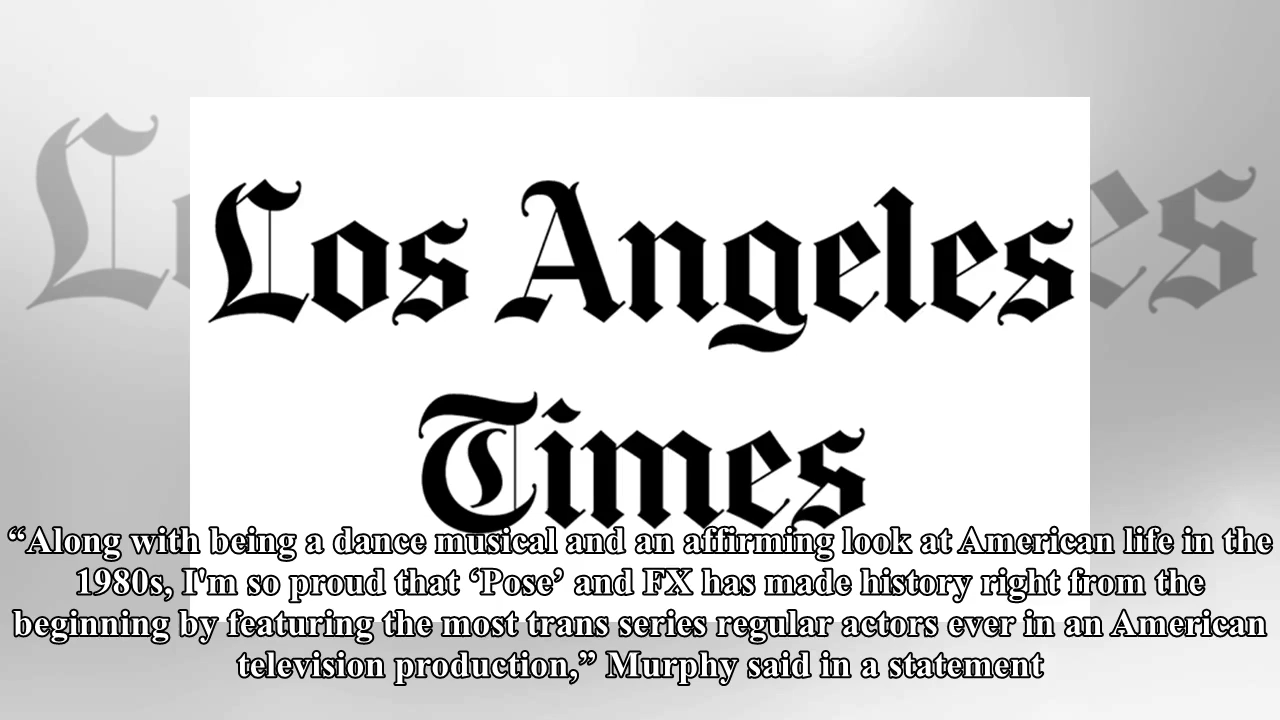 Los Angeles
Times
“Along with being a dance musical and an affirming look at American life in the
1980s, I'm so proud that ‘Pose’ and FX has made history right from the
beginning by featuring the most trans series regular actors ever in an American
television production,” Murphy said in a statement